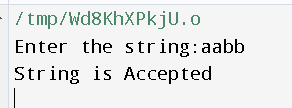 /tmp/Wd8KhXPkjU.o
Enter the string:aabb
String is Accepted